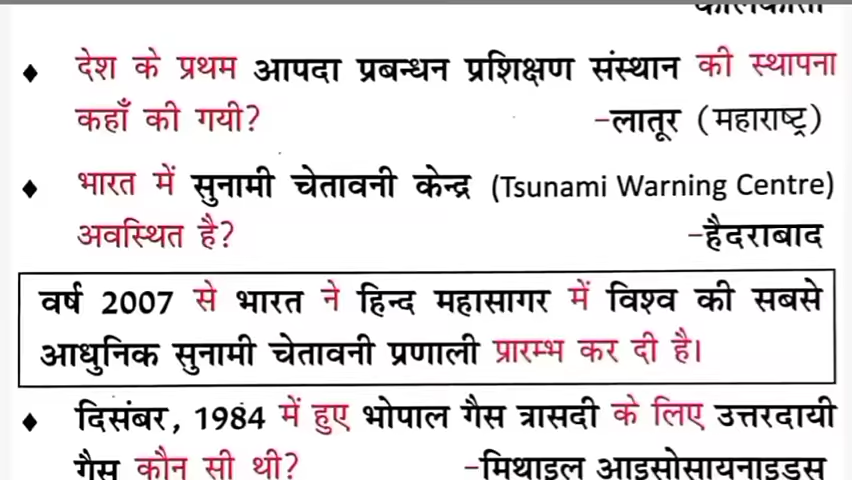 कोलकाता
♦ देश के प्रथम आपदा प्रबन्धन प्रशिक्षण संस्थान की स्थापना
कहाँ की गयी? -लातूर (महाराष्ट्र)
♦ भारत में सुनामी चेतावनी केन्द्र (Tsunami Warning Centre)
अवस्थित है? -हैदराबाद
वर्ष 2007 से भारत ने हिन्द महासागर में विश्व की सबसे
आधुनिक सुनामी चेतावनी प्रणाली प्रारम्भ कर दी है।
♦ दिसंबर, 1984 में हुए भोपाल गैस त्रासदी के लिए उत्तरदायी
गैस कौन सी थी? -मिथाइल आइसोसायनाइड्स